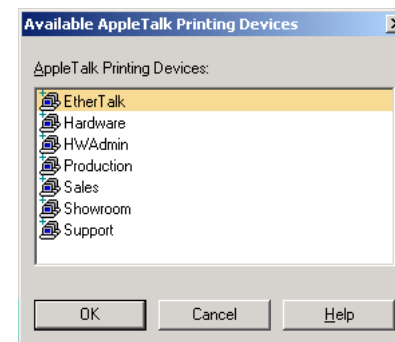 Available AppleTalk Printing Devices
AppleTalk Printing Devices:
EtherTalk
Hardware
HWAdmin
Production
Sales
Showroom
Support
OK Cancel Help